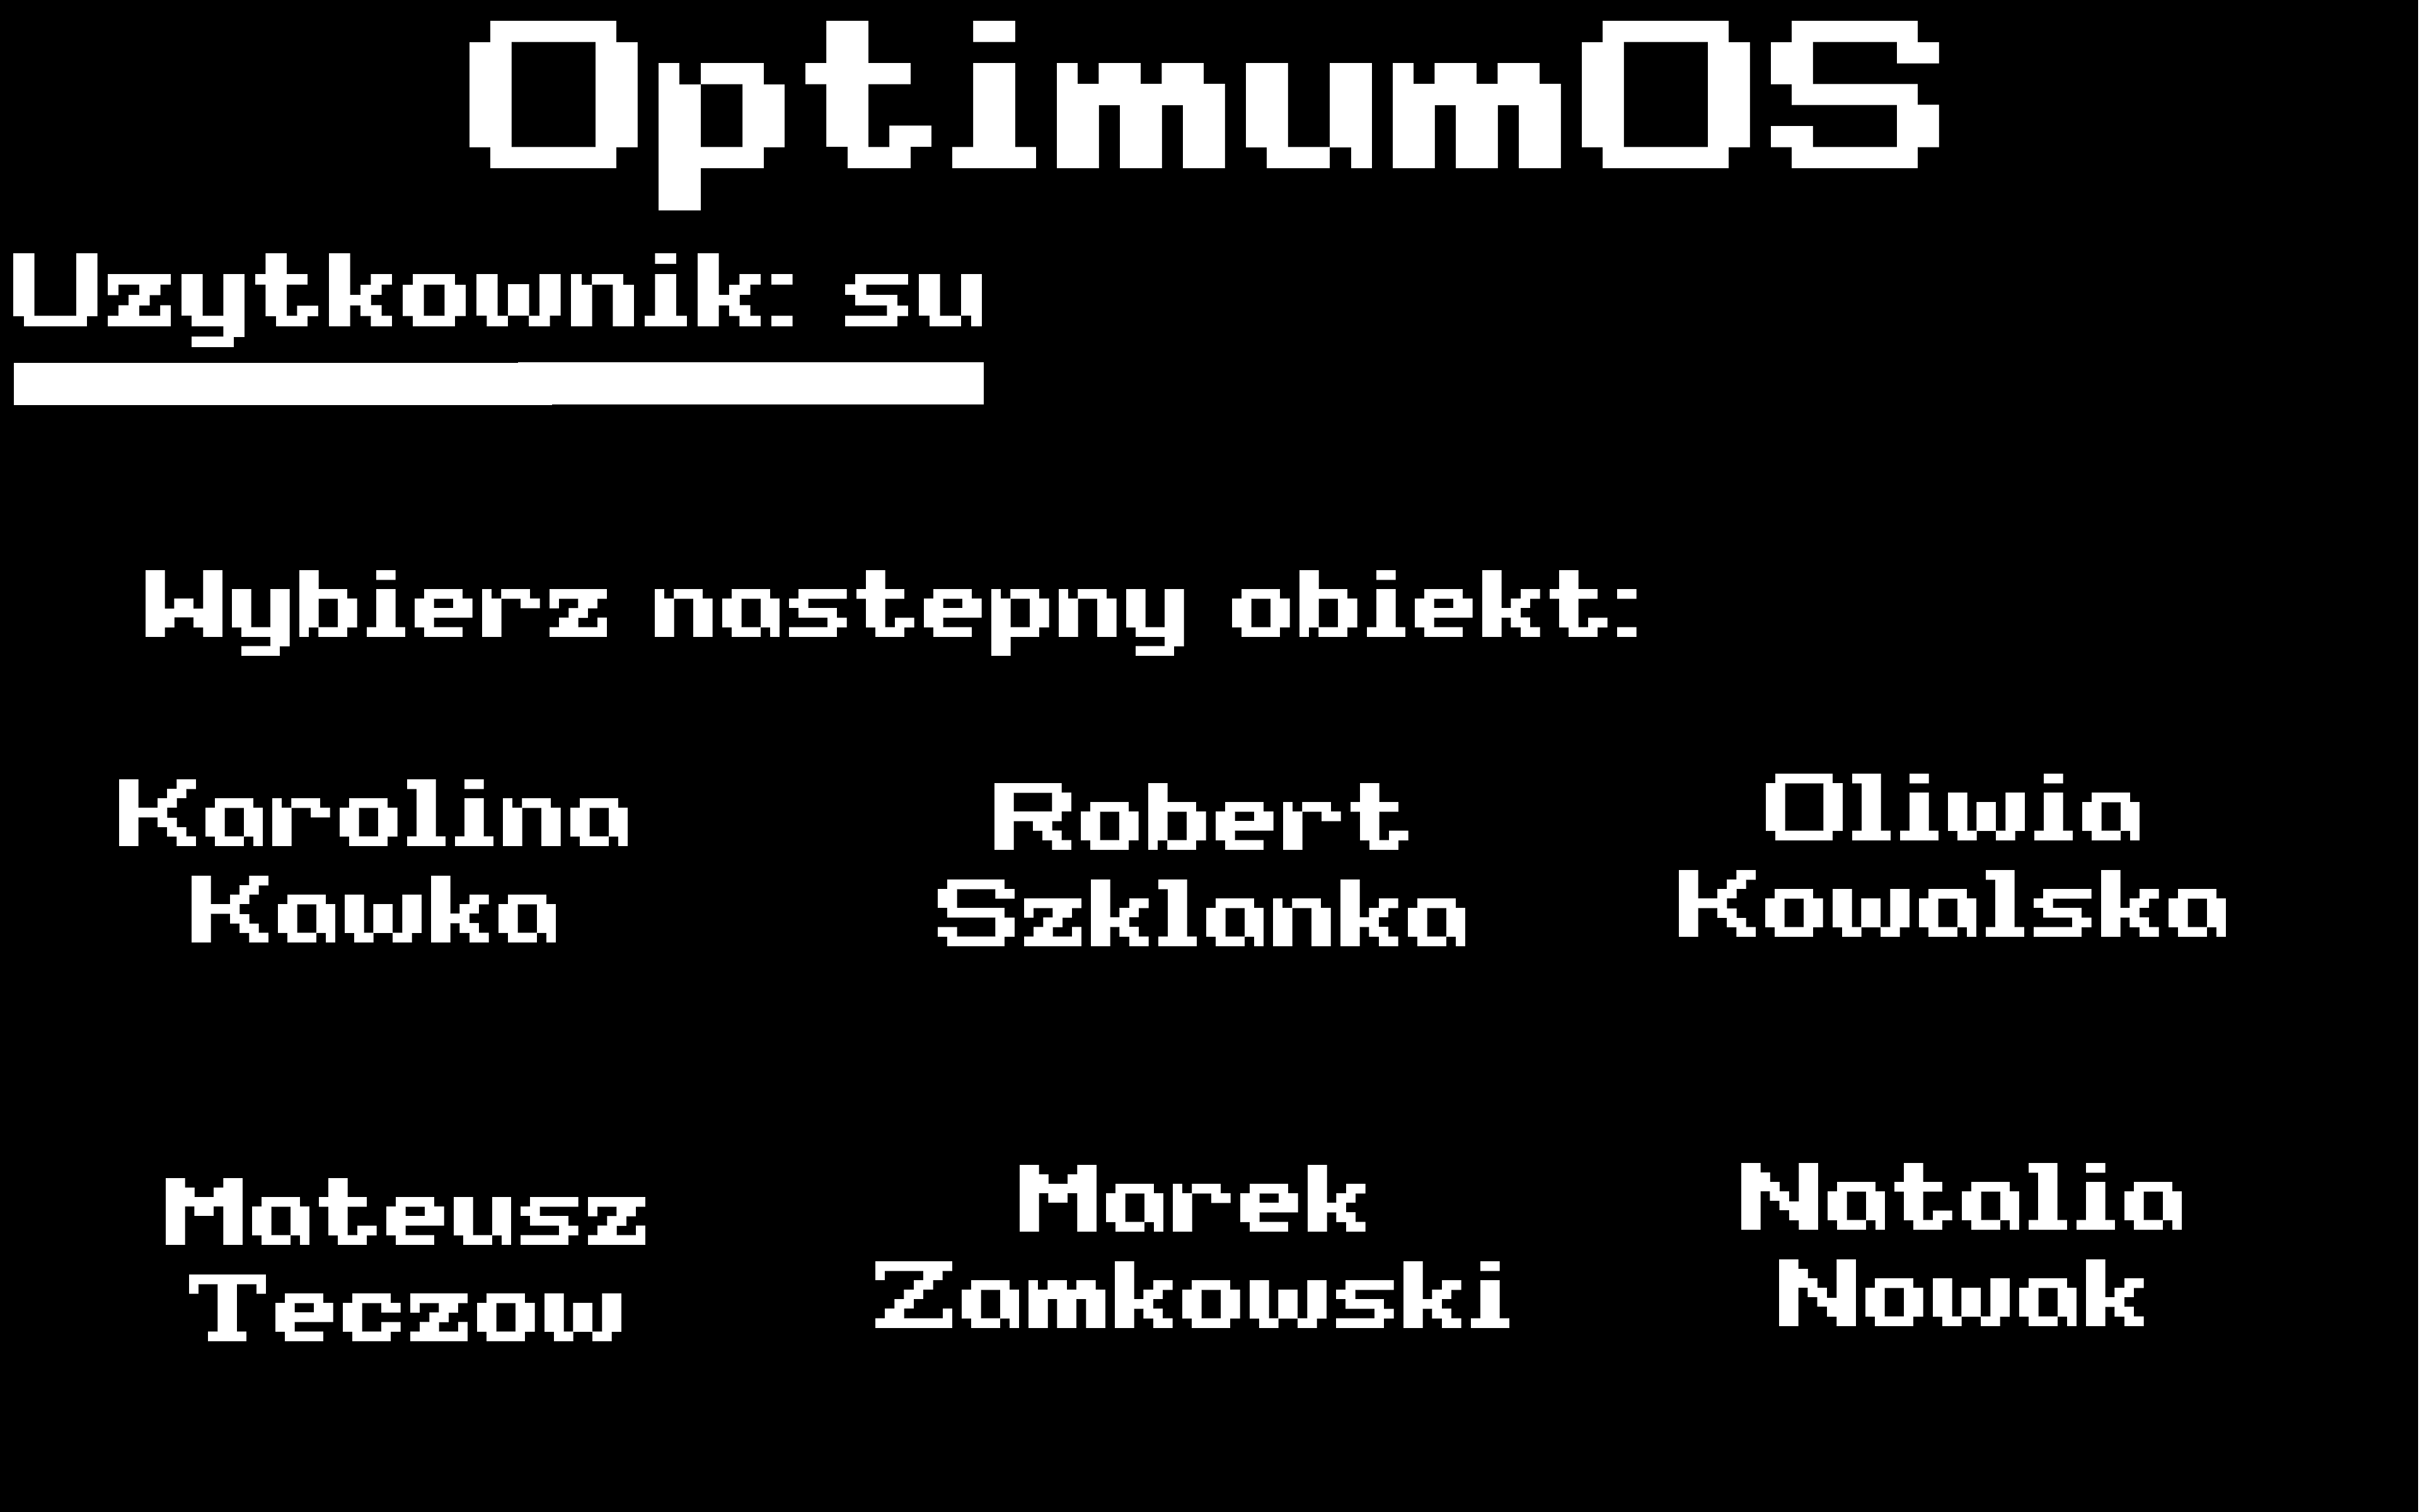 OptimumOS
Uzytkownik: su
Wybierz nastepny obiekt:
Karolina
Kawka
Robert
Szklanka
Oliwia
Kowalska
Mateusz
Teczow
Marek
Zamkowski
Natalia
Nowak